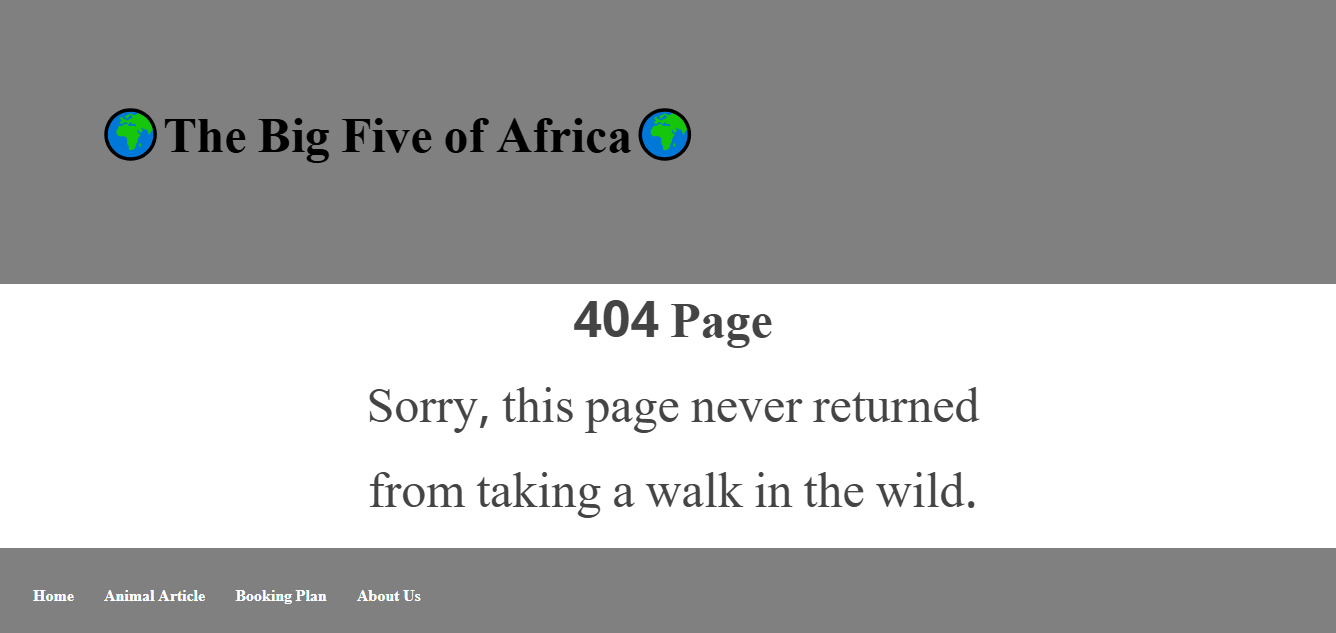 The Big Five of Africa
404 Page
Sorry, this page never returned
from taking a walk in the wild.
Home Animal Article Booking Plan About Us